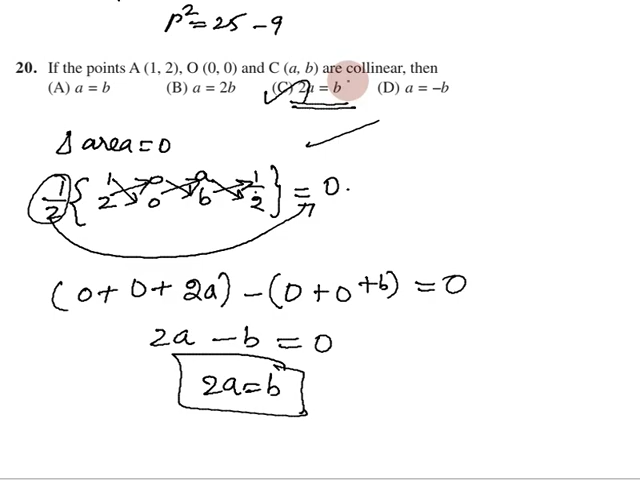 p²=25-9
20. If the points A (1, 2), O (0, 0) and C (a, b) are collinear, then
(A) a = b (B) a = 2b (C) 2a = b (D) a = –b
Δ area=0
1/2 { 1 0 a 1 } = 0.
2 0 b 2
(0+0+2a)-(0+0+b)=0
2a-b=0
2a=b